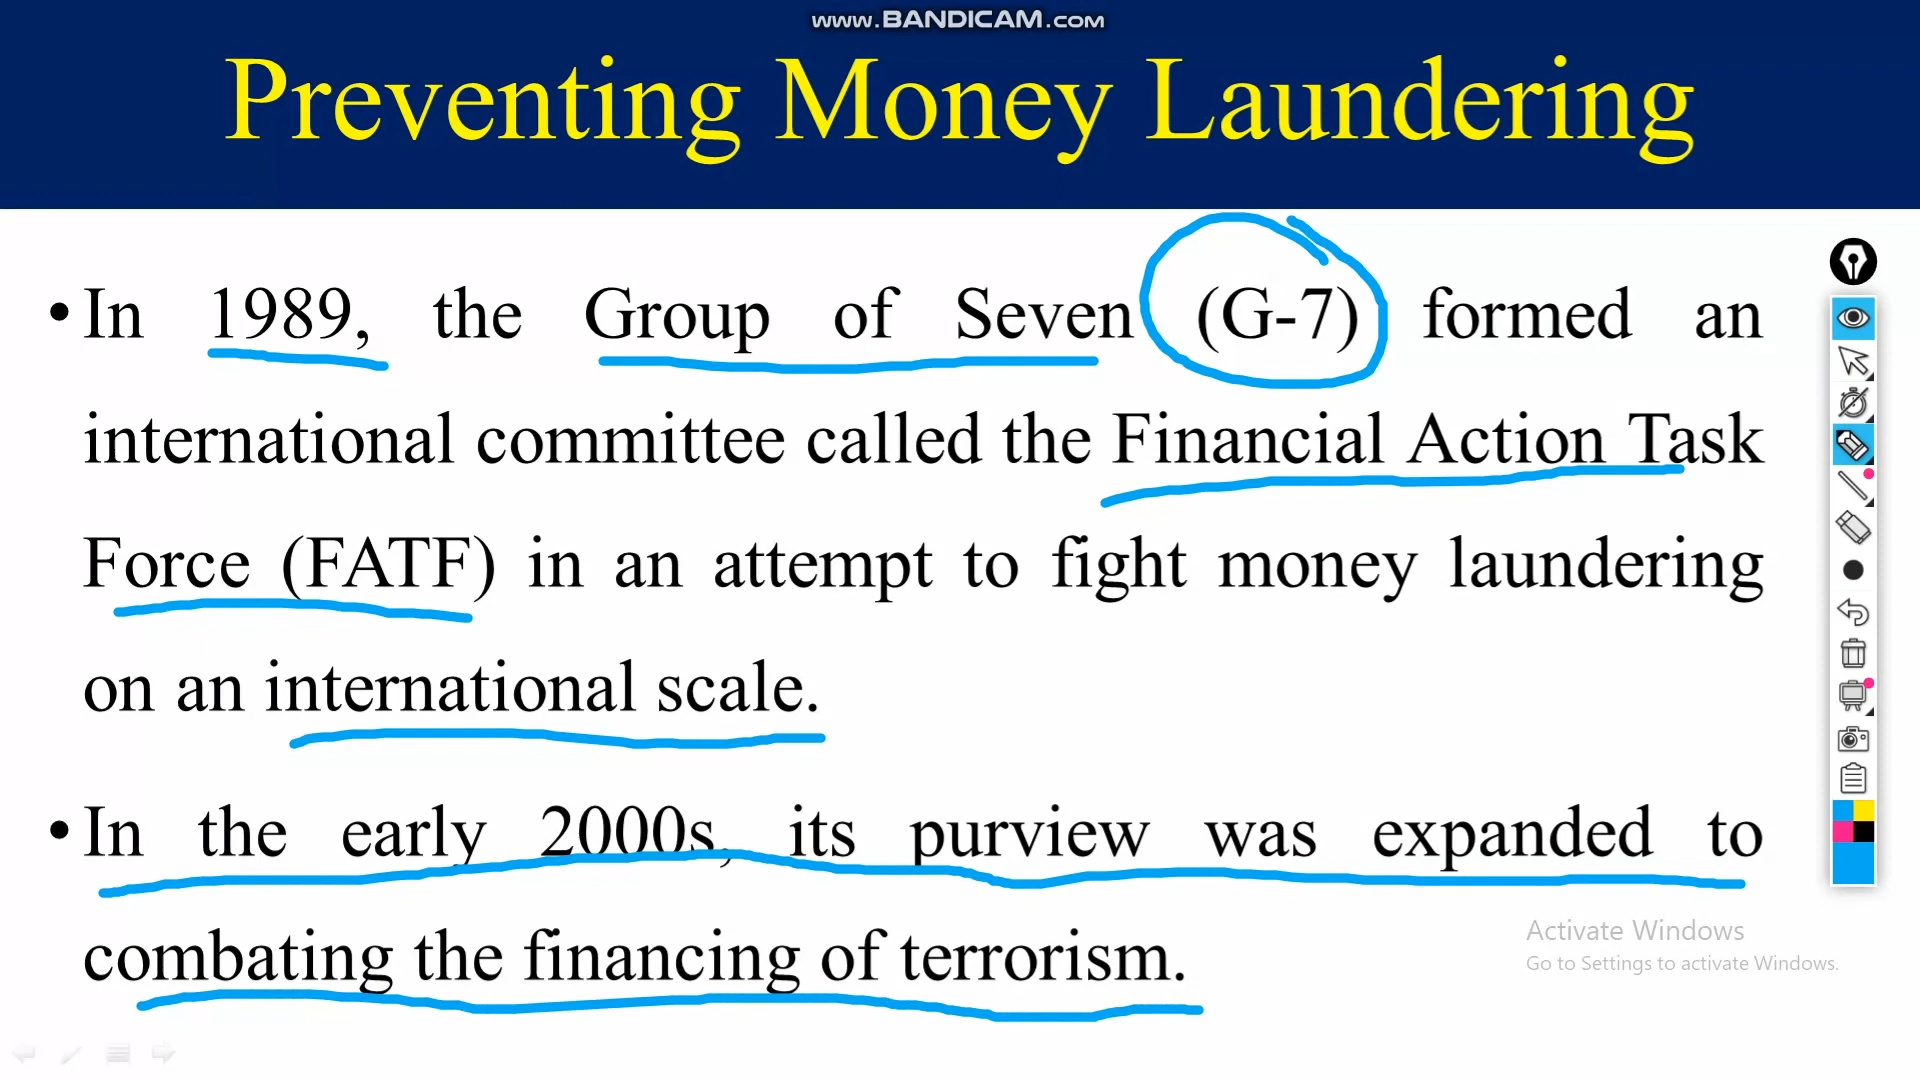 www.BANDICAM.com
Preventing Money Laundering
• In 1989, the Group of Seven (G-7) formed an
international committee called the Financial Action Task
Force (FATF) in an attempt to fight money laundering
on an international scale.
• In the early 2000s, its purview was expanded to
combating the financing of terrorism.
Activate Windows
Go to Settings to activate Windows.